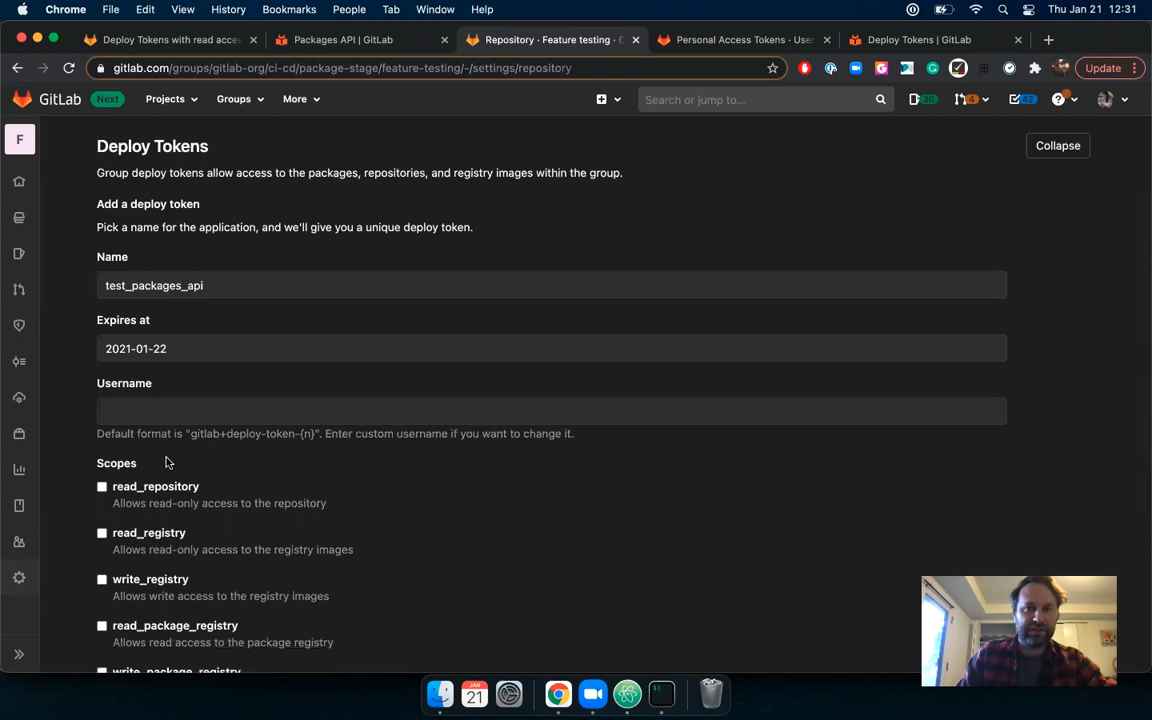 Chrome File Edit View History Bookmarks People Tab Window Help Thu Jan 21 12:31
Deploy Tokens with read acces
Packages API | GitLab
Repository · Feature testing · G
Personal Access Tokens · User
Deploy Tokens | GitLab
gitlab.com/groups/gitlab-org/ci-cd/package-stage/feature-testing/-/settings/repository
Update
GitLab Next Projects Groups More Search or jump to... 30 4 42
F
Deploy Tokens
Collapse
Group deploy tokens allow access to the packages, repositories, and registry images within the group.
Add a deploy token
Pick a name for the application, and we'll give you a unique deploy token.
Name
test_packages_api
Expires at
2021-01-22
Username
Default format is "gitlab+deploy-token-{n}". Enter custom username if you want to change it.
Scopes
read_repository
Allows read-only access to the repository
read_registry
Allows read-only access to the registry images
write_registry
Allows write access to the registry images
read_package_registry
Allows read access to the package registry
write_package_registry
JAN
21